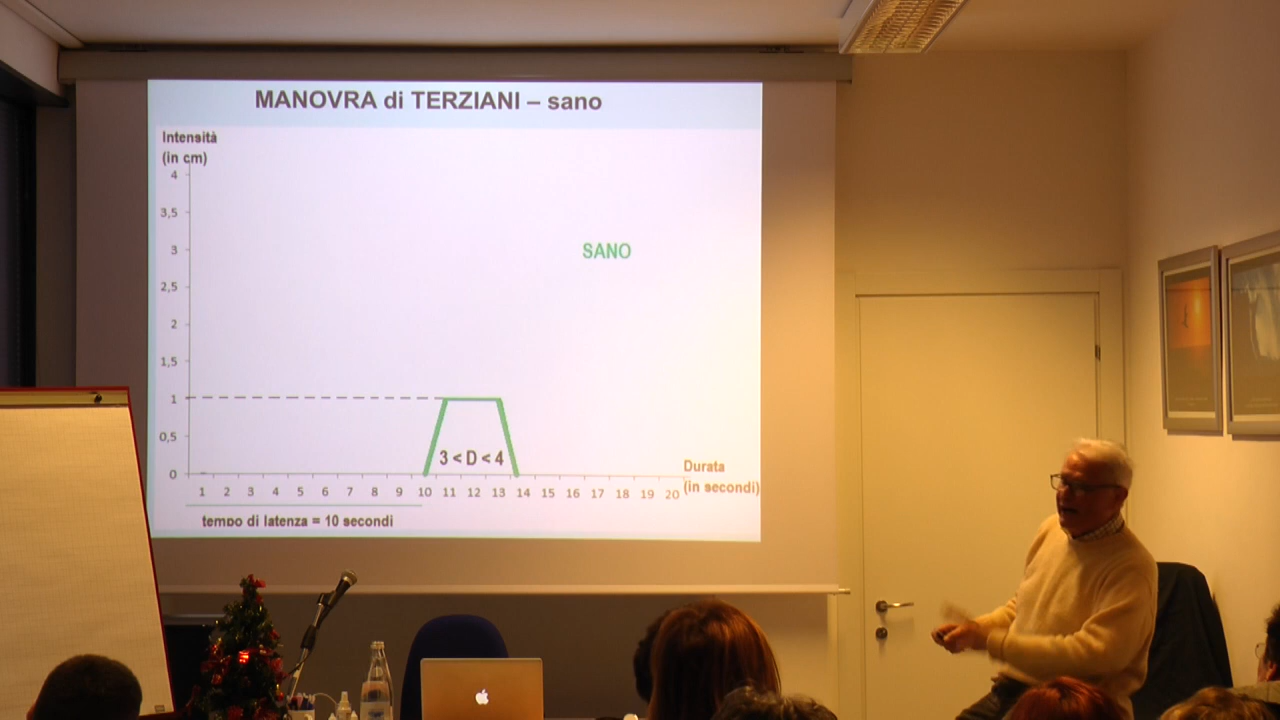 MANOVRA di TERZIANI – sano
Intensità
(in cm)
4
3,5
3
SANO
2,5
2
1,5
1
0,5
3 < D < 4
0
Durata
(in secondi)
1 2 3 4 5 6 7 8 9 10 11 12 13 14 15 16 17 18 19 20
tempo di latenza = 10 secondi